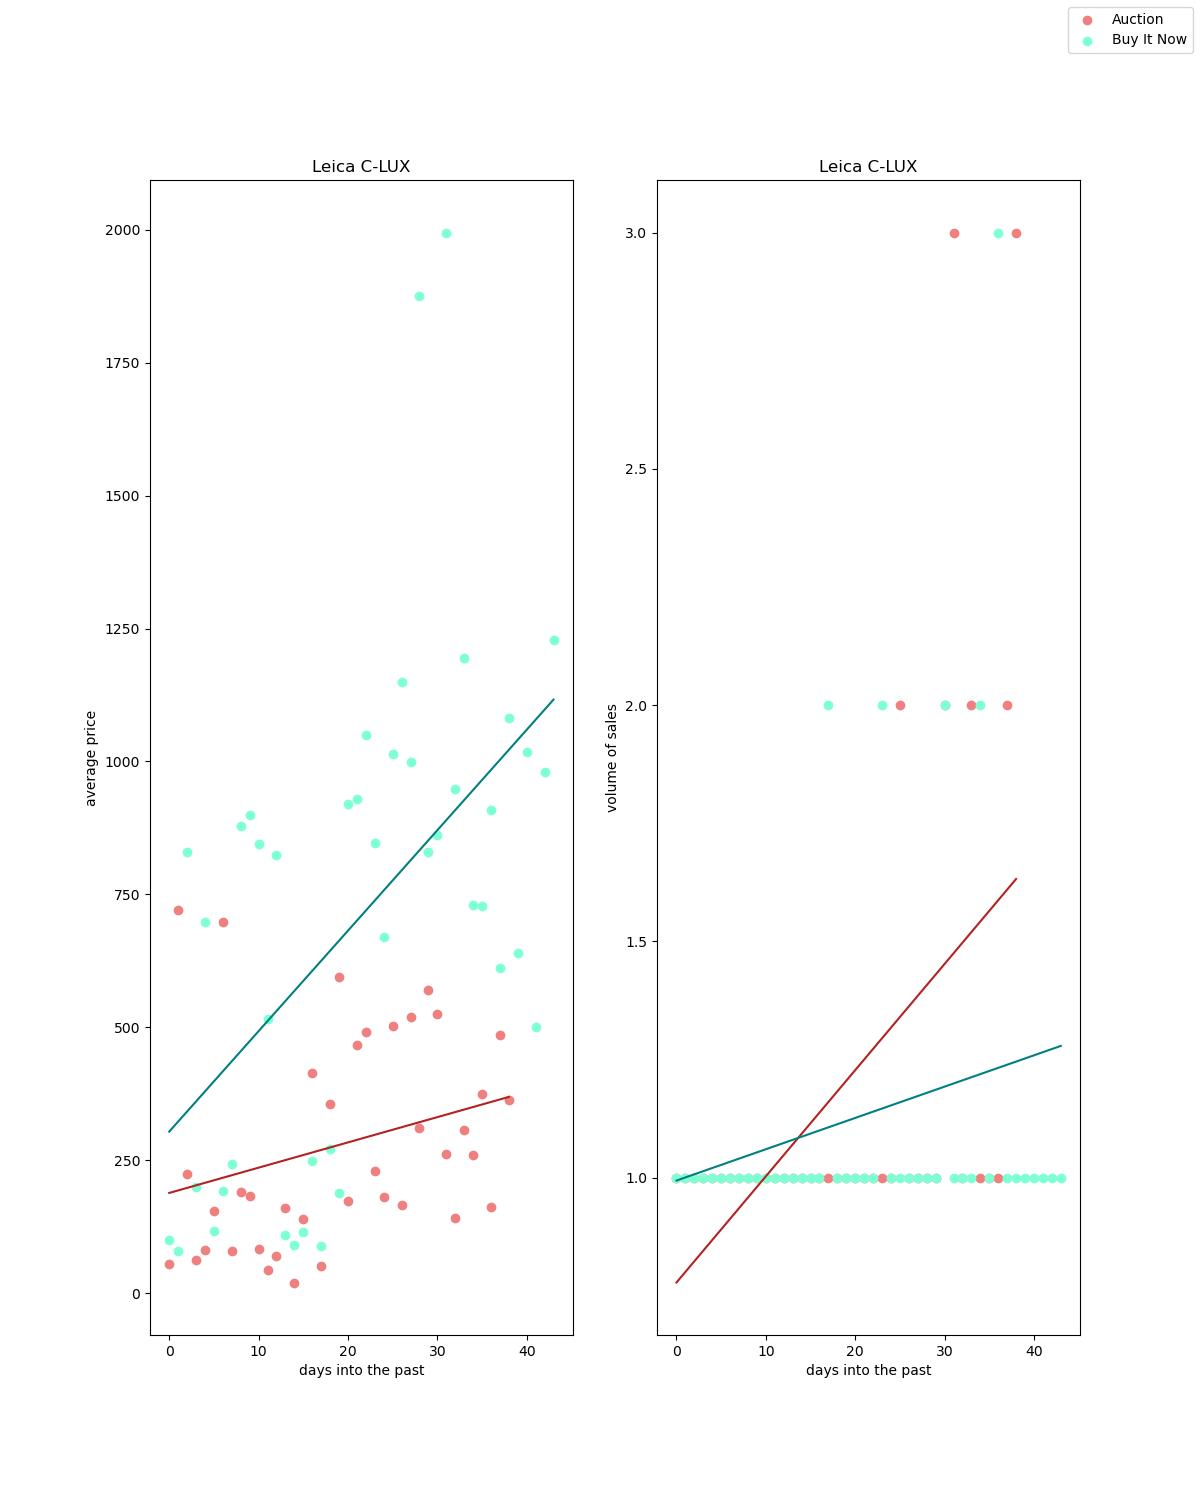 Auction
Buy It Now
Leica C-LUX
2000
1750
1500
1250
1000
750
500
250
0
average price
0 10 20 30 40
days into the past
Leica C-LUX
3.0
2.5
2.0
1.5
1.0
volume of sales
0 10 20 30 40
days into the past